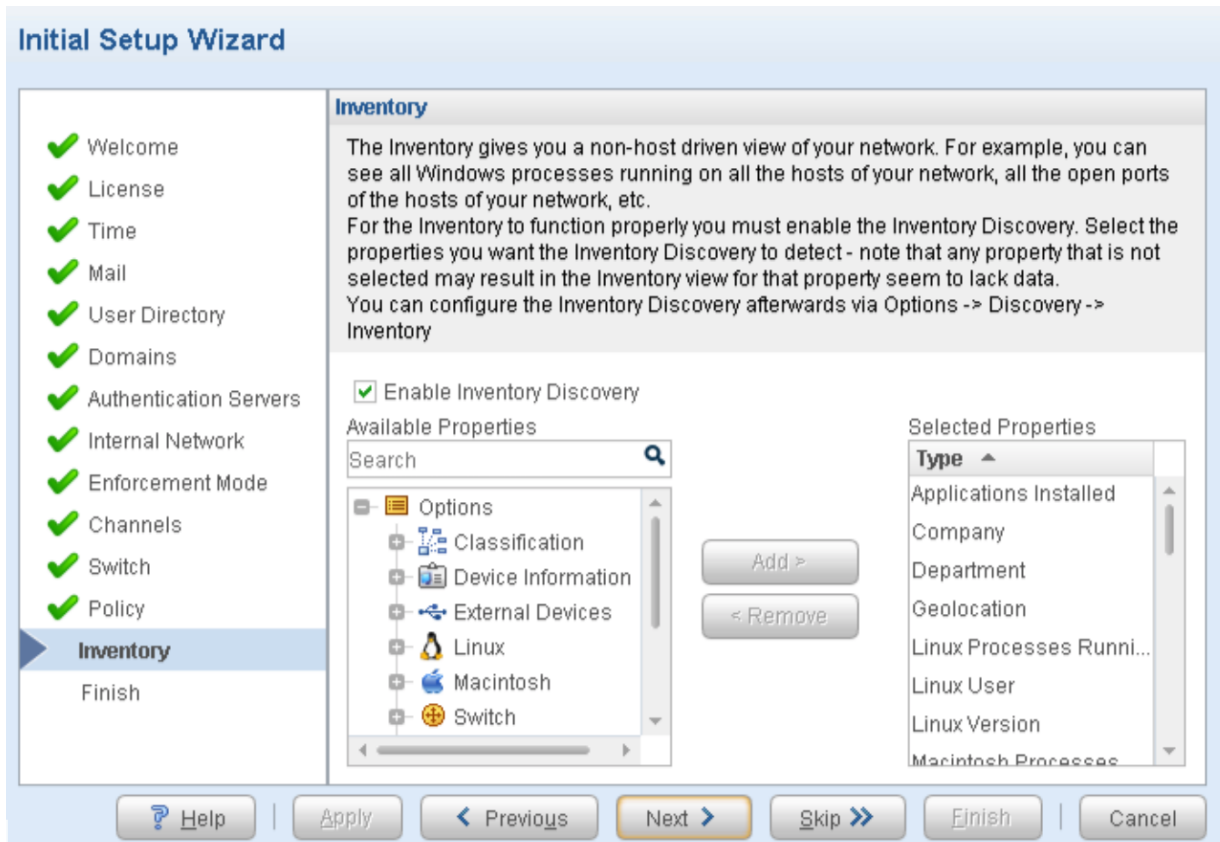 Initial Setup Wizard
Welcome
License
Time
Mail
User Directory
Domains
Authentication Servers
Internal Network
Enforcement Mode
Channels
Switch
Policy
Inventory
Finish
Inventory
The Inventory gives you a non-host driven view of your network. For example, you can
see all Windows processes running on all the hosts of your network, all the open ports
of the hosts of your network, etc.
For the Inventory to function properly you must enable the Inventory Discovery. Select the
properties you want the Inventory Discovery to detect - note that any property that is not
selected may result in the Inventory view for that property seem to lack data.
You can configure the Inventory Discovery afterwards via Options -> Discovery ->
Inventory
Enable Inventory Discovery
Available Properties
Search
Options
Classification
Device Information
External Devices
Linux
Macintosh
Switch
Add >
< Remove
Selected Properties
Type
Applications Installed
Company
Department
Geolocation
Linux Processes Runni...
Linux User
Linux Version
Macintosh Processes
Help
Apply
Previous
Next
Skip
Finish
Cancel